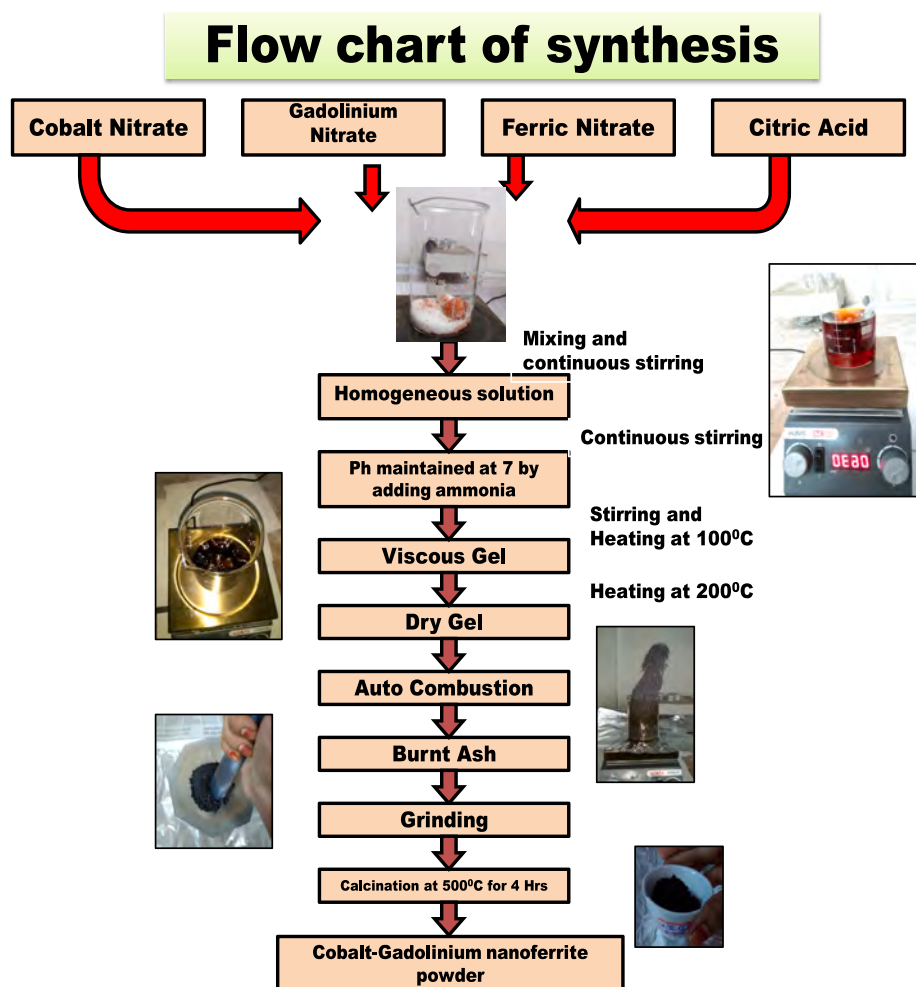 Flow chart of synthesis
Cobalt Nitrate
Gadolinium
Nitrate
Ferric Nitrate
Citric Acid
Mixing and
continuous stirring
Homogeneous solution
Continuous stirring
Ph maintained at 7 by
adding ammonia
Stirring and
Heating at 100⁰C
Viscous Gel
Heating at 200⁰C
Dry Gel
Auto Combustion
Burnt Ash
Grinding
Calcination at 500⁰C for 4 Hrs
Cobalt-Gadolinium nanoferrite
powder